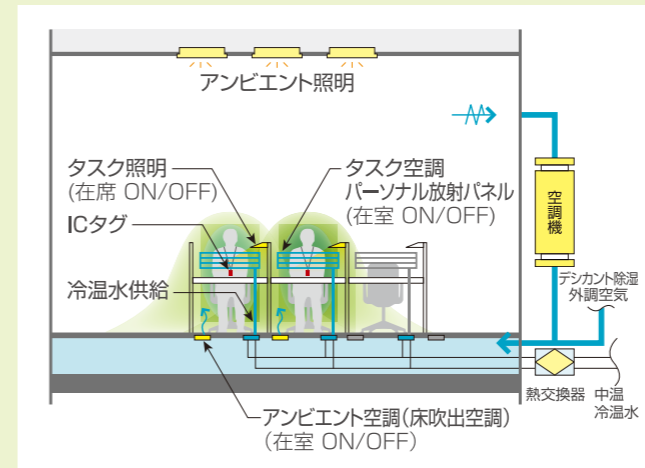 アンビエント照明
タスク照明
(在席 ON/OFF)
ICタグ
冷温水供給
タスク空調
パーソナル放射パネル
(在室 ON/OFF)
空調機
デシカント除湿
外調空気
熱交換器
中温
冷温水
アンビエント空調(床吹出空調)
(在室 ON/OFF)